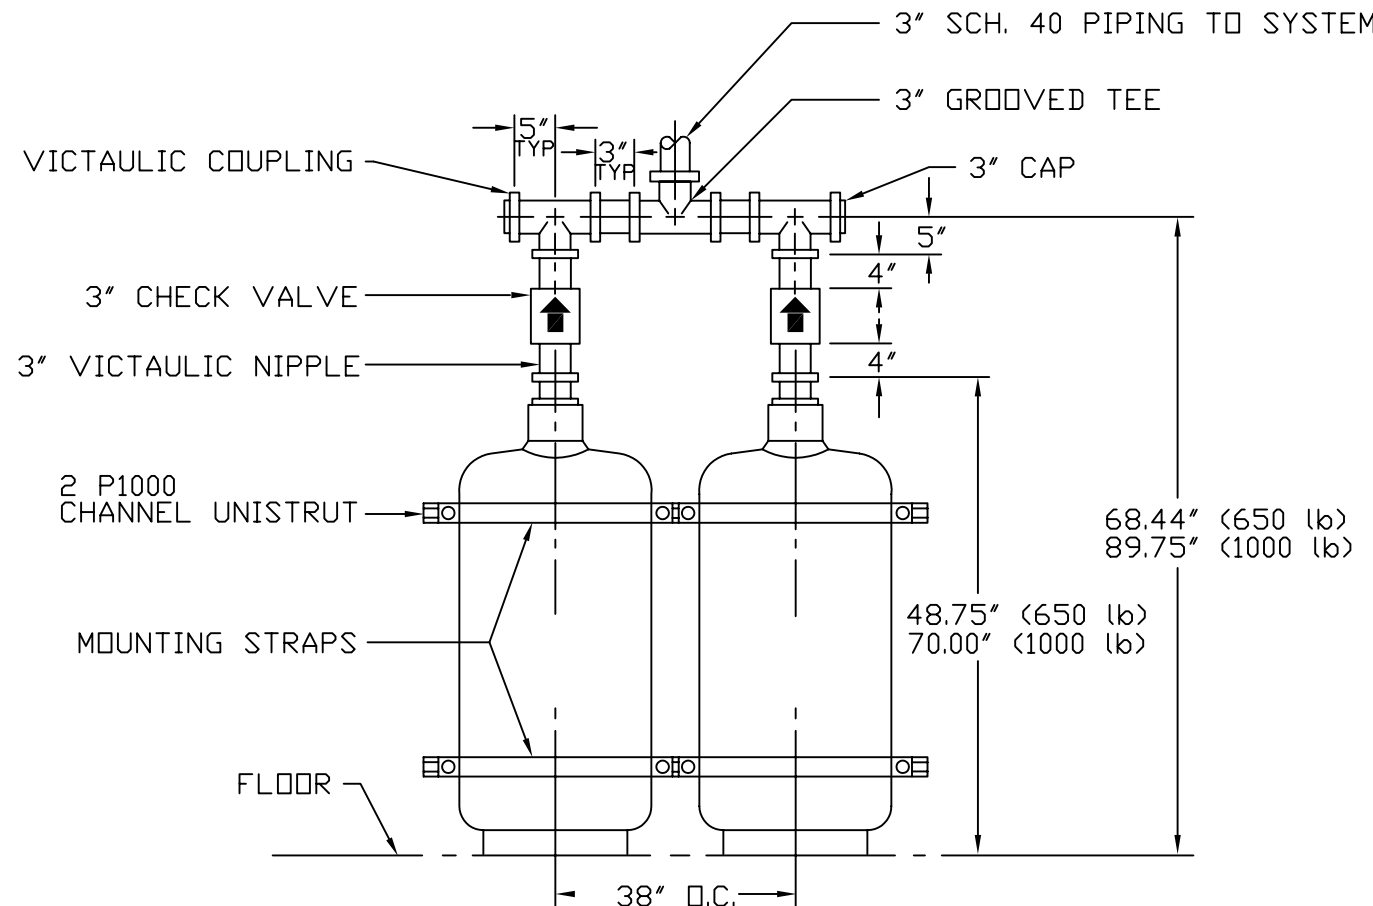 3" SCH. 40 PIPING TO SYSTEM
3" GROOVED TEE
5"
TYP
3"
TYP
VICTAULIC COUPLING
3" CAP
5"
4"
3" CHECK VALVE
4"
3" VICTAULIC NIPPLE
2 P1000
CHANNEL UNISTRUT
68.44" (650 lb)
89.75" (1000 lb)
48.75" (650 lb)
70.00" (1000 lb)
MOUNTING STRAPS
FLOOR
38" O.C.